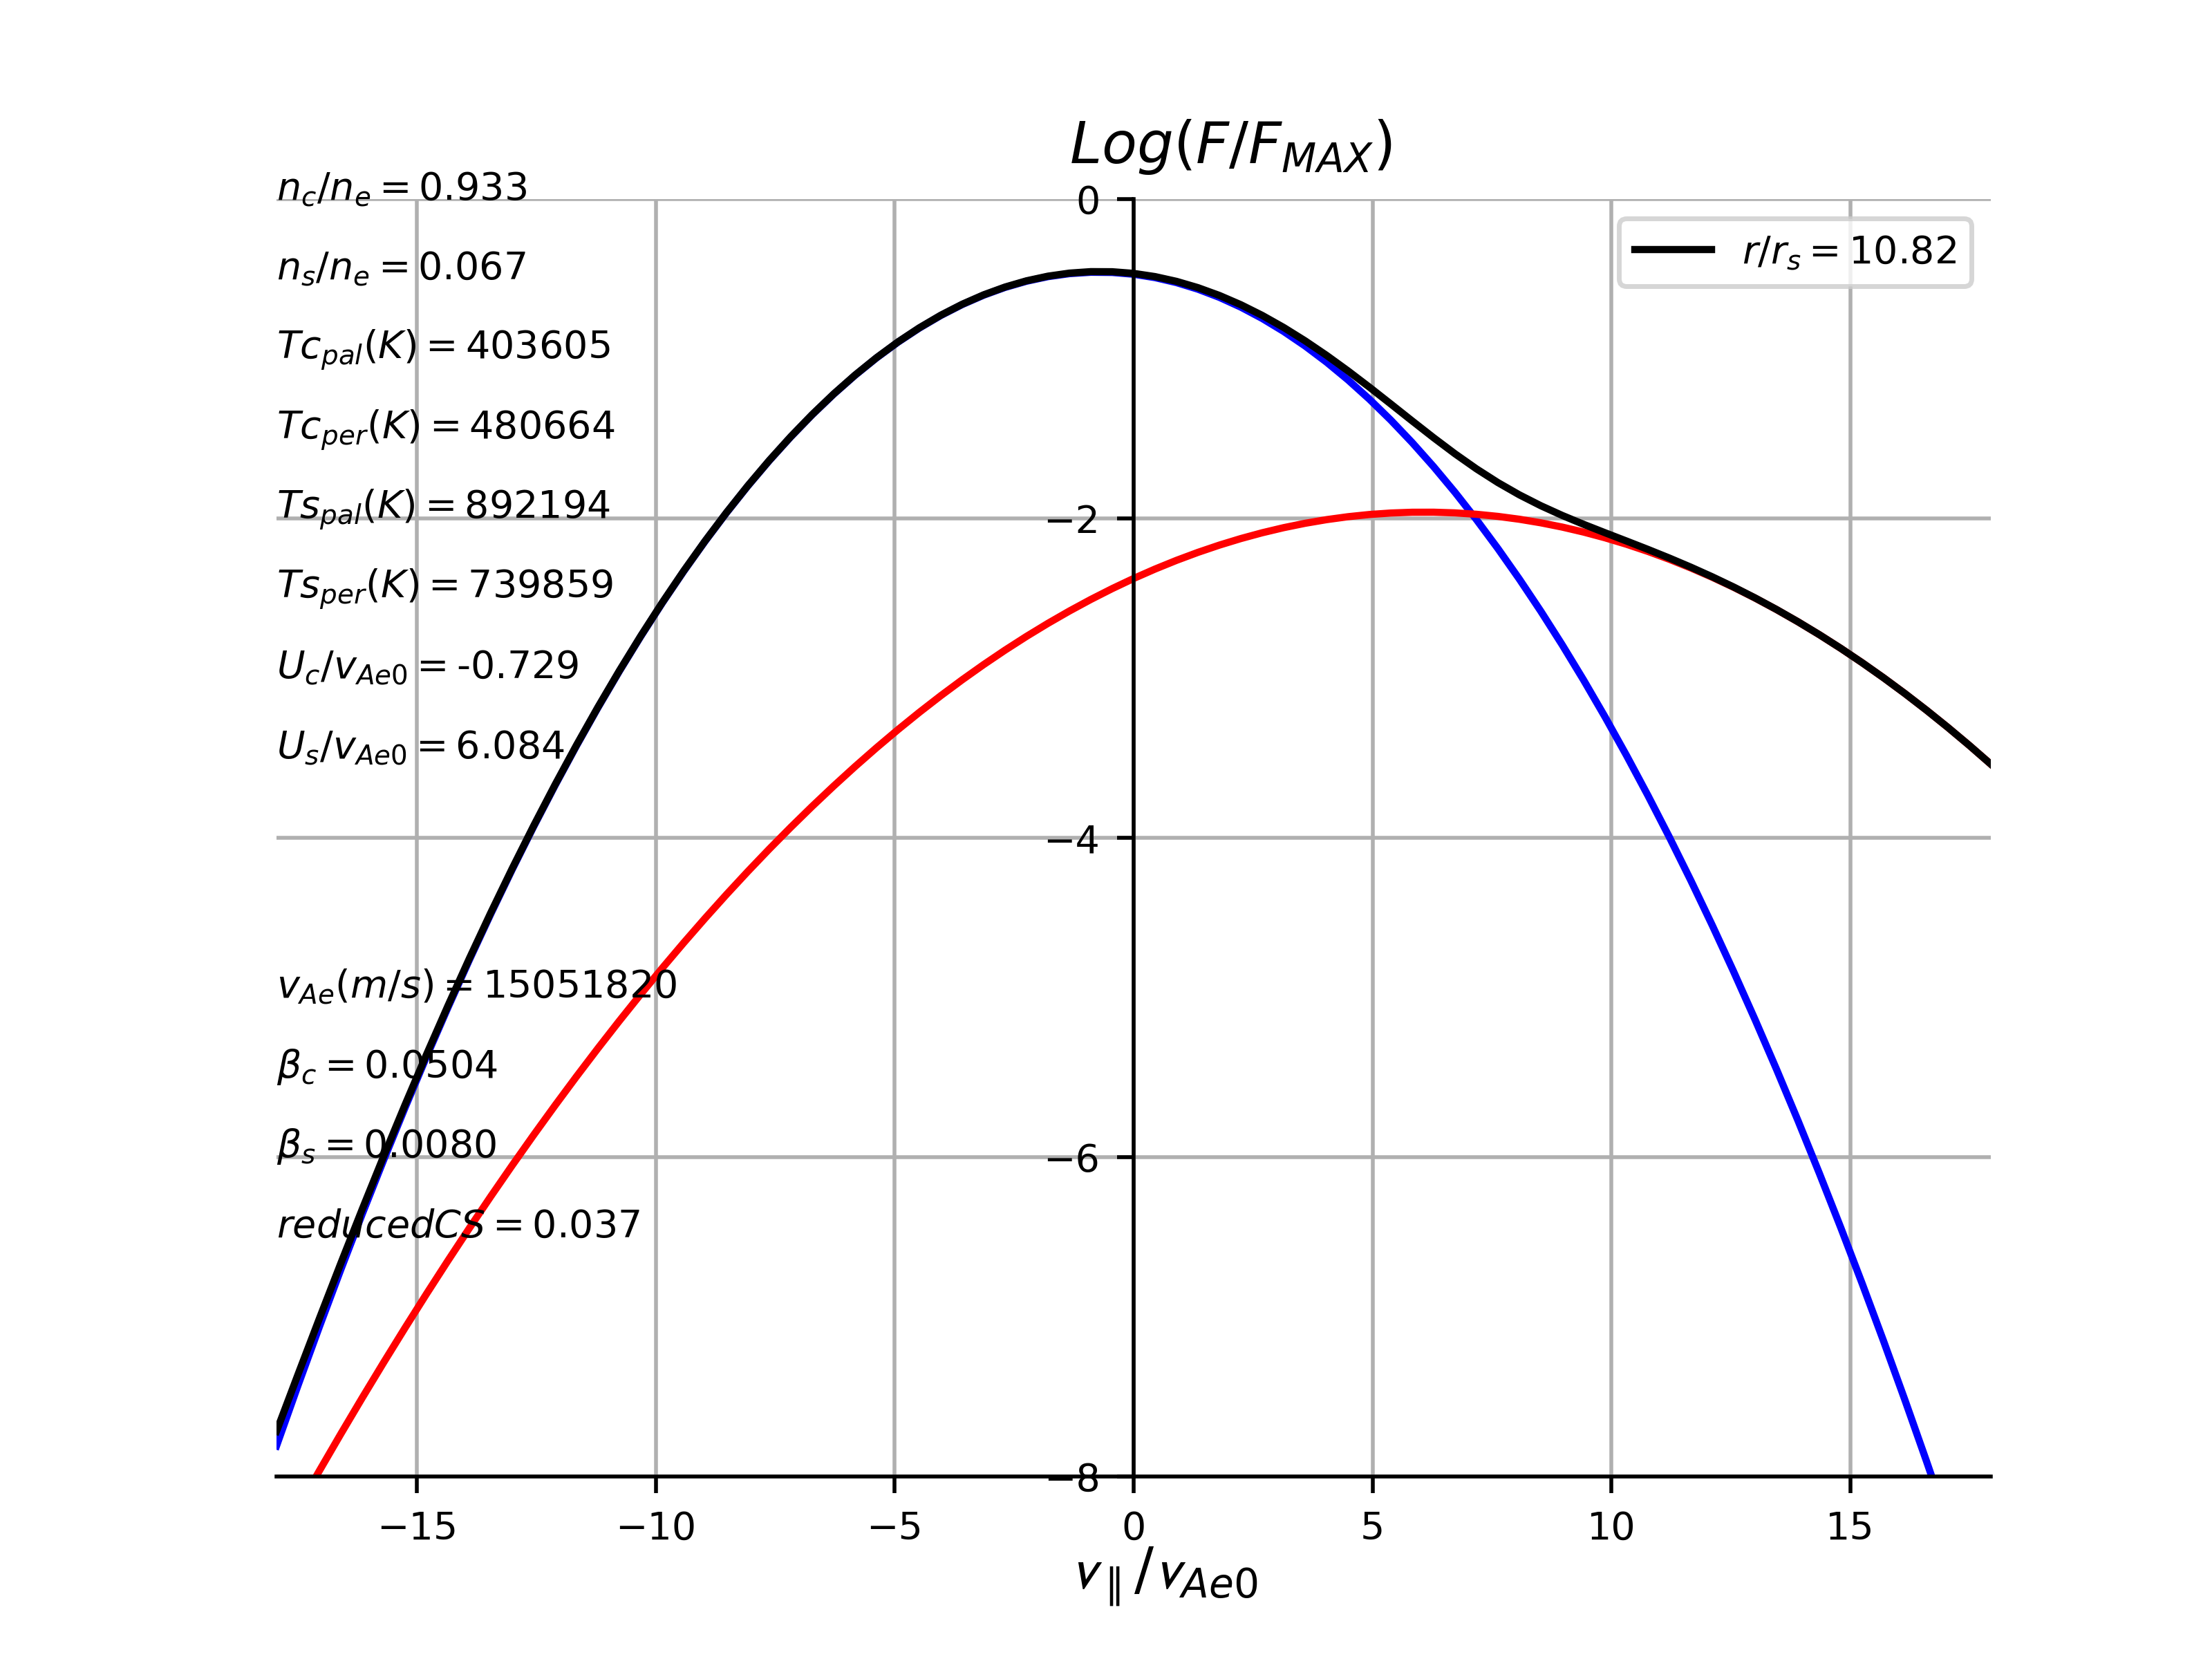 Log(F/F_MAX)
n_c/n_e = 0.933
0
n_s/n_e = 0.067
r/r_s = 10.82
Tc_pal(K) = 403605
Tc_per(K) = 480664
Ts_pal(K) = 892194
−2
Ts_per(K) = 739859
U_c/v_Ae0 = -0.729
U_s/v_Ae0 = 6.084
−4
v_Ae(m/s) = 15051820
β_c = 0.0504
β_s = 0.0080
−6
reducedCS = 0.037
−8
−15 −10 −5 0 5 10 15
v_∥/v_Ae0